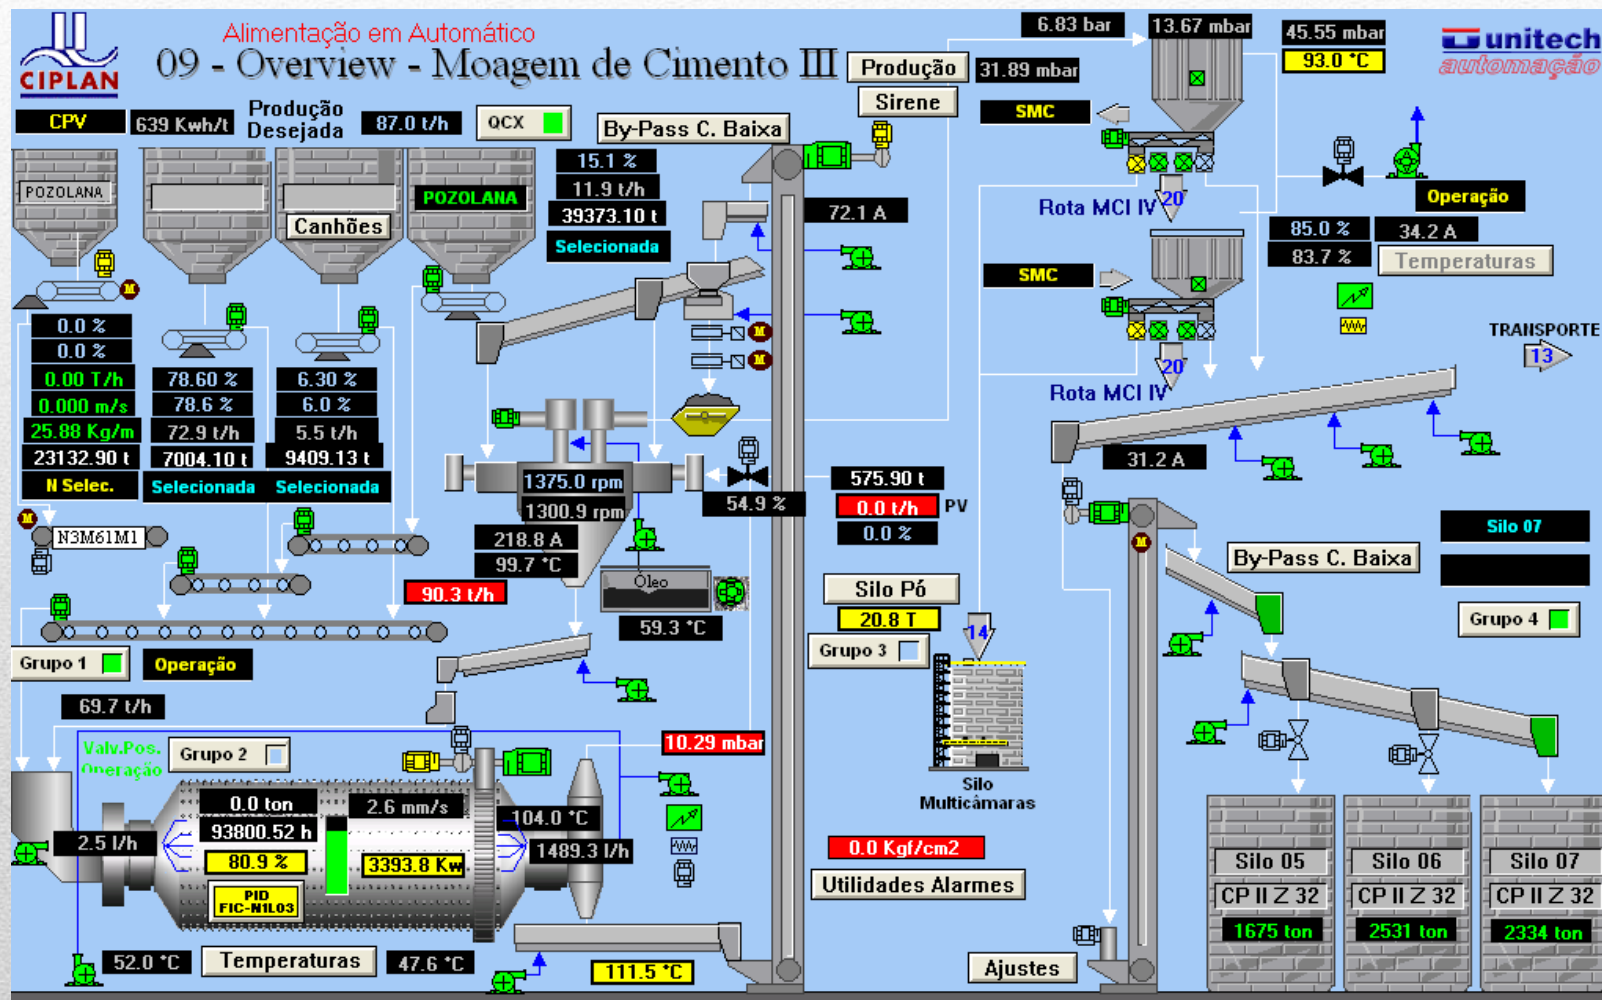 CIPLAN
Alimentação em Automático
09 - Overview - Moagem de Cimento III
Produção
Sirene
6.83 bar
13.67 mbar
45.55 mbar
93.0 °C
31.89 mbar
unitech
automação
CPV
639 Kwh/t
Produção
Desejada
87.0 t/h
QCX
By-Pass C. Baixa
SMC
POZOLANA
Canhões
POZOLANA
15.1 %
11.9 t/h
39373.10 t
Selecionada
72.1 A
20
Rota MCI IV
Operação
85.0 %
34.2 A
83.7 %
Temperaturas
SMC
M
0.0 %
0.0 %
0.00 T/h
0.000 m/s
25.88 Kg/m
23132.90 t
N Selec.
78.60 %
78.6 %
72.9 t/h
7004.10 t
Selecionada
6.30 %
6.0 %
5.5 t/h
9409.13 t
Selecionada
M
M
20
Rota MCI IV
TRANSPORTE
13
31.2 A
1375.0 rpm
1300.9 rpm
218.8 A
99.7 °C
54.9 %
575.90 t
0.0 t/h PV
0.0 %
M
N3M61M1
90.3 t/h
Óleo
59.3 °C
Silo Pó
20.8 T
Grupo 3
14
Silo
Multicâmaras
M
By-Pass C. Baixa
Silo 07
Grupo 4
Grupo 1
Operação
69.7 t/h
Valv.Pos.
Operação
Grupo 2
10.29 mbar
0.0 ton
93800.52 h
80.9 %
PID
FIC-N1L03
2.6 mm/s
3393.8 Kw
104.0 °C
1489.3 l/h
2.5 l/h
52.0 °C
Temperaturas
47.6 °C
111.5 °C
0.0 Kgf/cm2
Utilidades Alarmes
Ajustes
Silo 05
CP II Z 32
1675 ton
Silo 06
CP II Z 32
2531 ton
Silo 07
CP II Z 32
2334 ton